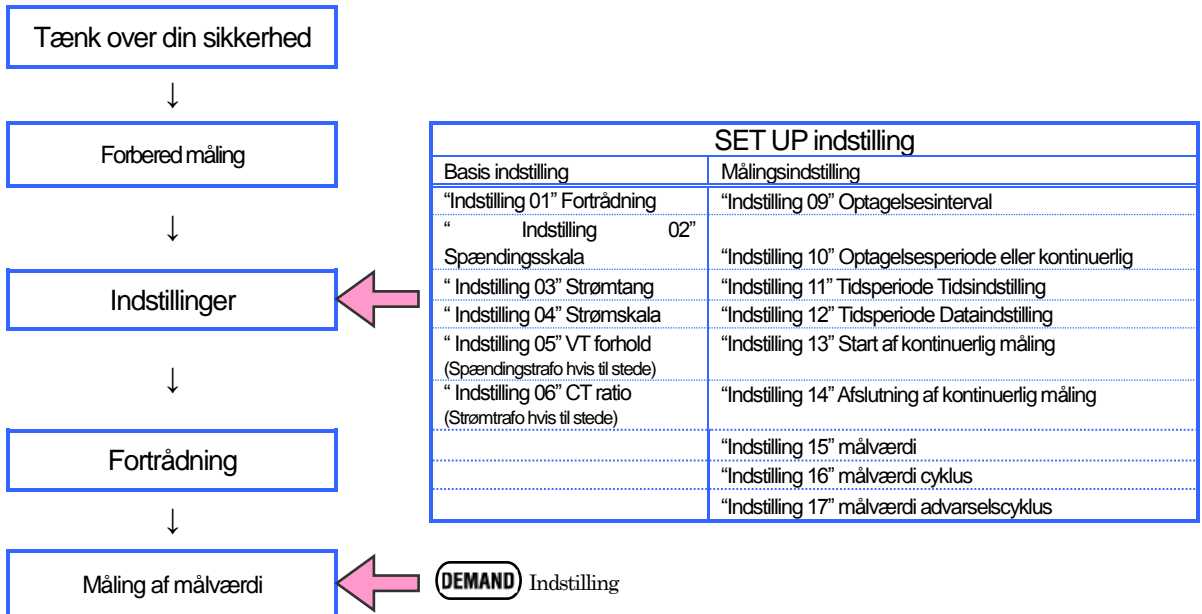 Tænk over din sikkerhed
↓
Forbered måling
↓
Indstillinger
↓
Fortrådning
↓
Måling af målværdi
SET UP indstilling
Basis indstilling Målingsindstilling
“Indstilling 01” Fortrådning “Indstilling 09” Optagelsesinterval
“ Indstilling 02”
Spændingsskala “Indstilling 10” Optagelsesperiode eller kontinuerlig
“ Indstilling 03” Strømtang “Indstilling 11” Tidsperiode Tidsindstilling
“ Indstilling 04” Strømskala “Indstilling 12” Tidsperiode Dataindstilling
“ Indstilling 05” VT forhold “Indstilling 13” Start af kontinuerlig måling
(Spændingstrafo hvis til stede)
“ Indstilling 06” CT ratio “Indstilling 14” Afslutning af kontinuerlig måling
(Strømtrafo hvis til stede)
“Indstilling 15” målværdi
“Indstilling 16” målværdi cyklus
“Indstilling 17” målværdi advarselscyklus
DEMAND Indstilling